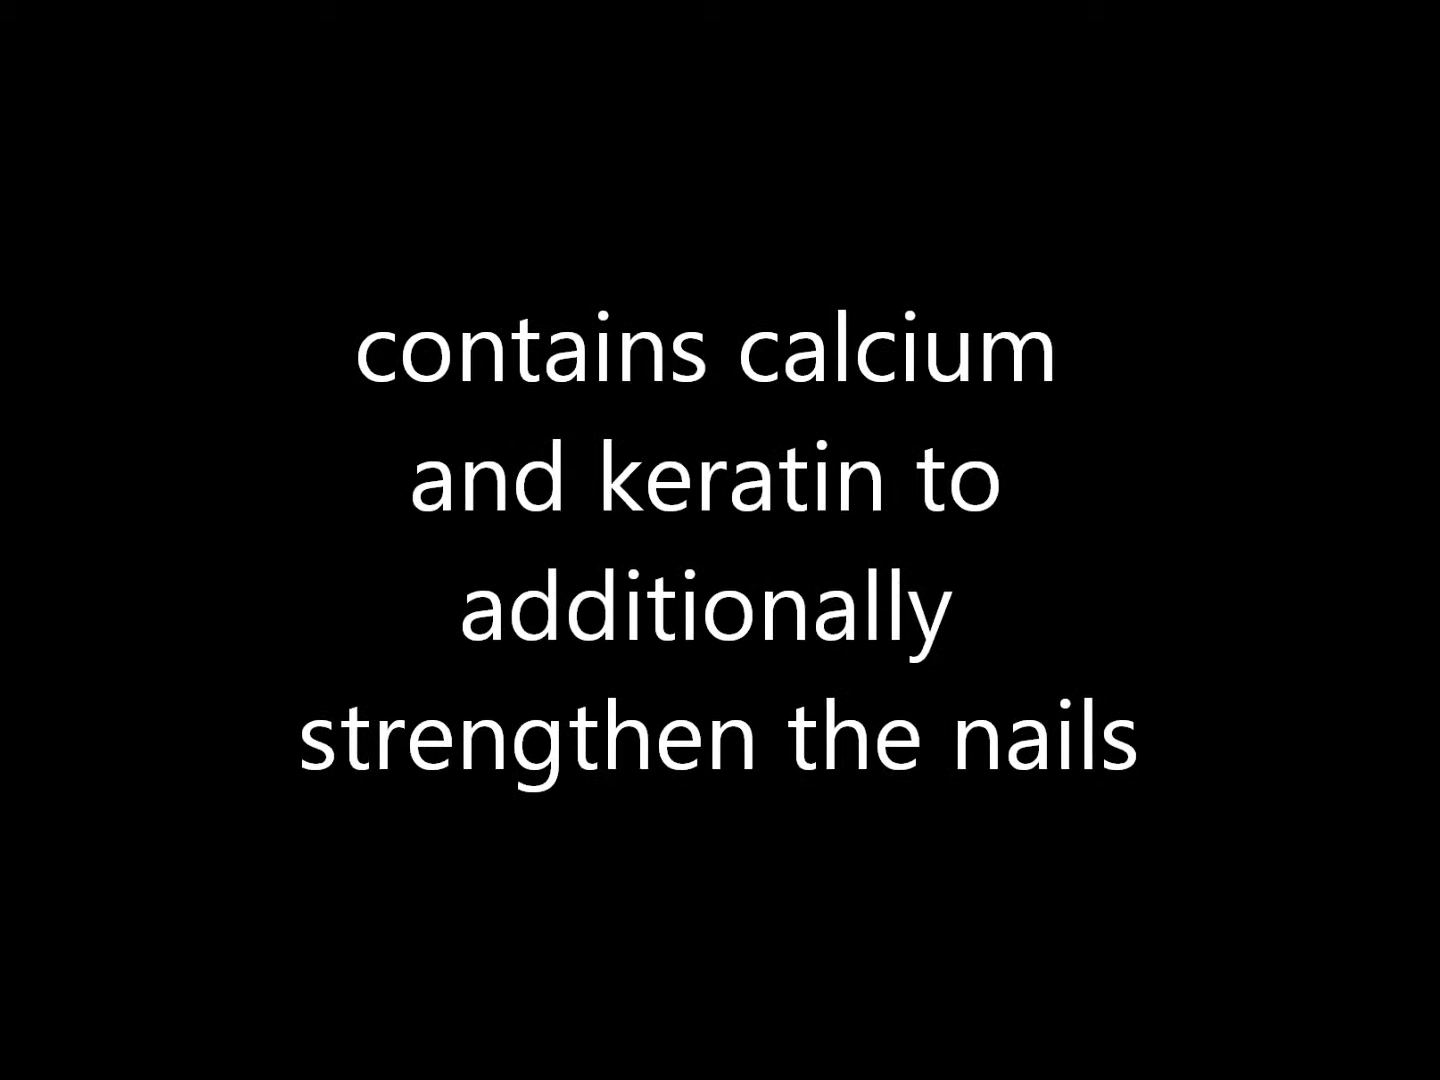 contains calcium
and keratin to
additionally
strengthen the nails